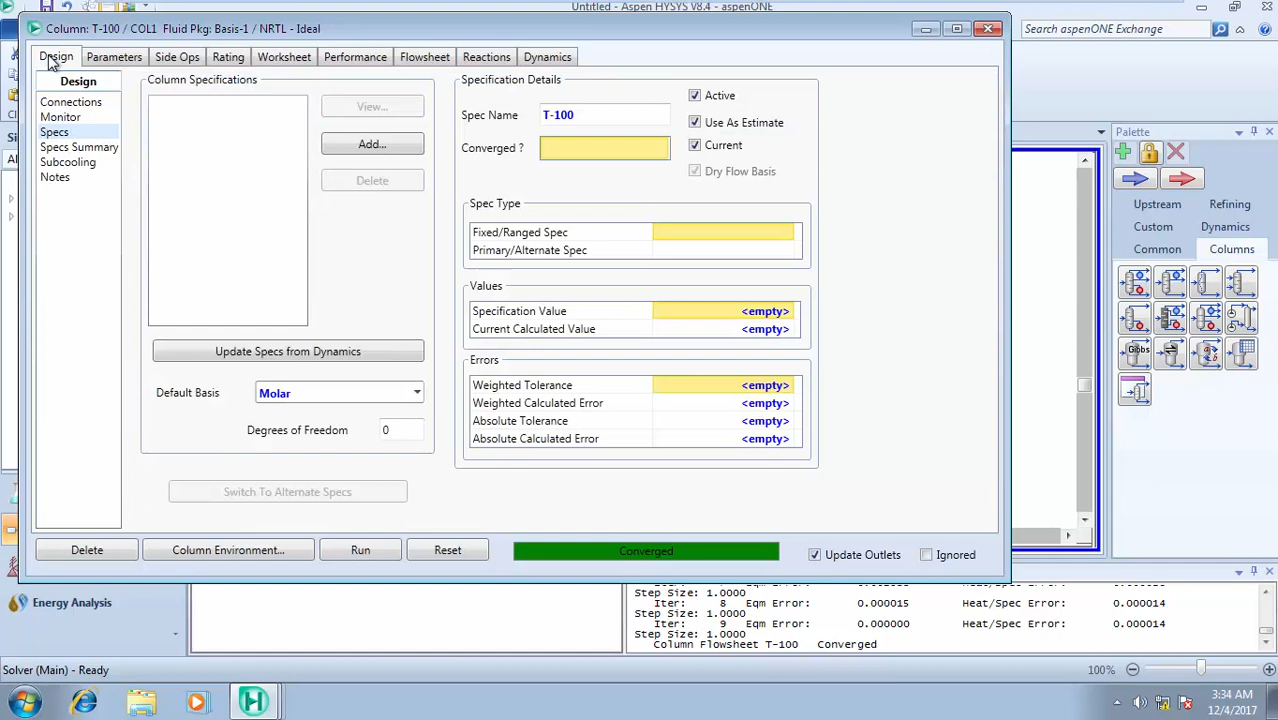 Untitled - Aspen HYSYS V8.4 - aspenONE
Column: T-100 / COL1 Fluid Pkg: Basis-1 / NRTL - Ideal
Search aspenONE Exchange
Design
Parameters
Side Ops
Rating
Worksheet
Performance
Flowsheet
Reactions
Dynamics
Design
Connections
Monitor
Specs
Specs Summary
Subcooling
Notes
Column Specifications
View...
Add...
Delete
Update Specs from Dynamics
Default Basis
Molar
Degrees of Freedom
0
Switch To Alternate Specs
Specification Details
Spec Name
T-100
Converged ?
Active
Use As Estimate
Current
Dry Flow Basis
Spec Type
Fixed/Ranged Spec
Primary/Alternate Spec
Values
Specification Value <empty>
Current Calculated Value <empty>
Errors
Weighted Tolerance <empty>
Weighted Calculated Error <empty>
Absolute Tolerance <empty>
Absolute Calculated Error <empty>
Delete
Column Environment...
Run
Reset
Converged
Update Outlets
Ignored
Palette
Upstream
Refining
Custom
Dynamics
Common
Columns
Gibbs
Energy Analysis
Step Size: 1.0000
Iter: 8 Eqm Error: 0.000015 Heat/Spec Error: 0.000014
Step Size: 1.0000
Iter: 9 Eqm Error: 0.000000 Heat/Spec Error: 0.000014
Step Size: 1.0000
Column Flowsheet T-100 Converged
Solver (Main) - Ready
100%
3:34 AM
12/4/2017